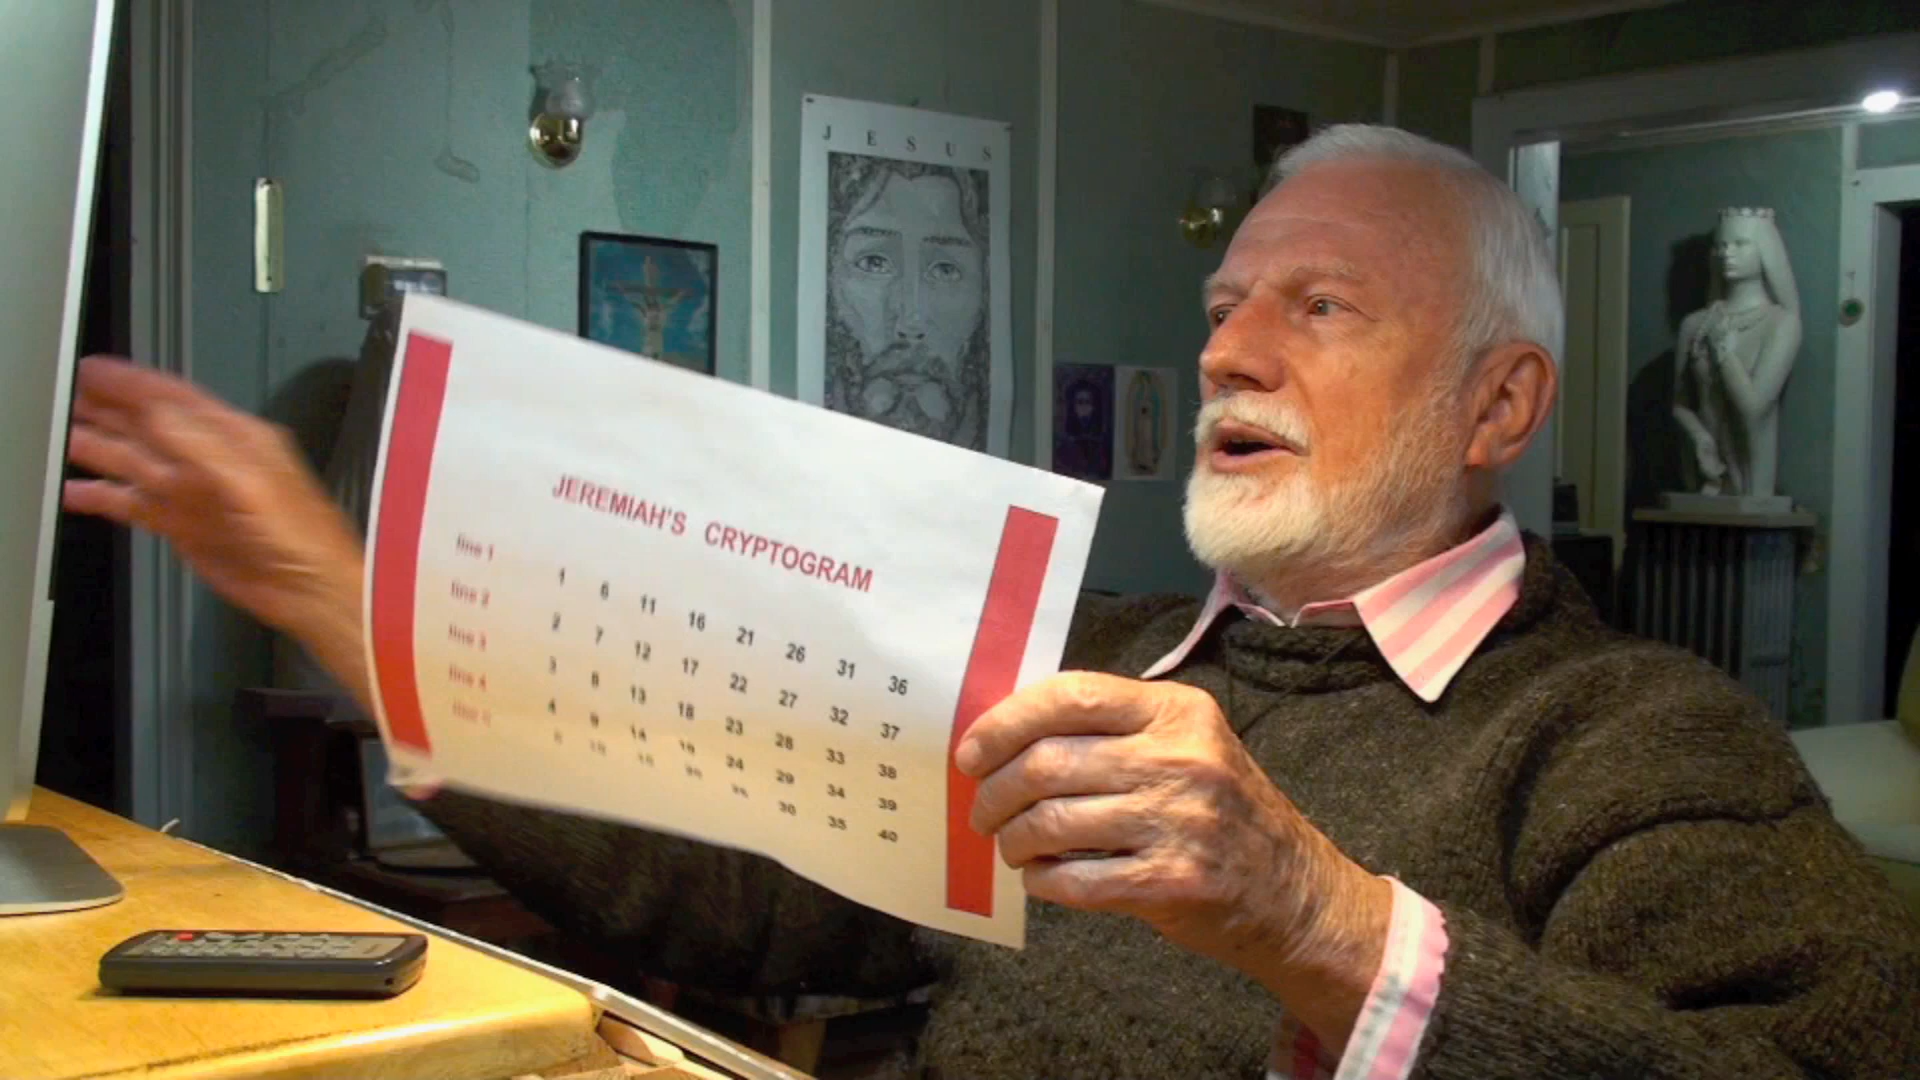 J E S U S
JEREMIAH'S CRYPTOGRAM
line 1 1 6 11 16 21 26 31 36
line 2 2 7 12 17 22 27 32 37
line 3 3 8 13 18 23 28 33 38
line 4 4 9 14 19 24 29 34 39
30 35 40